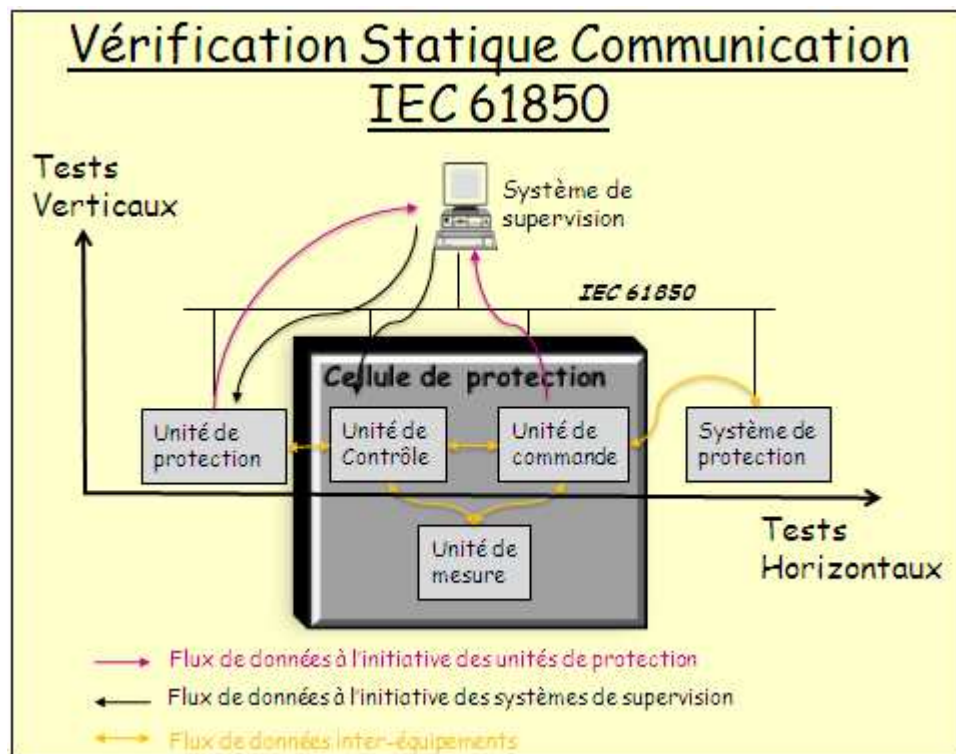 Vérification Statique Communication
IEC 61850
Tests
Verticaux
Système de
supervision
IEC 61850
Cellule de protection
Unité de
protection
Unité de
Contrôle
Unité de
commande
Système de
protection
Unité de
mesure
Tests
Horizontaux
Flux de données à l'initiative des unités de protection
Flux de données à l'initiative des systèmes de supervision
Flux de données inter-équipements